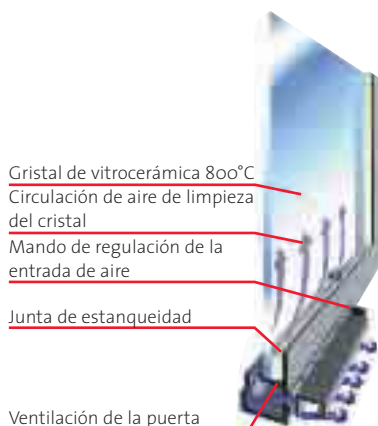 Gristal de vitrocerámica 800°C
Circulación de aire de limpieza
del cristal
Mando de regulación de la
entrada de aire
Junta de estanqueidad
Ventilación de la puerta